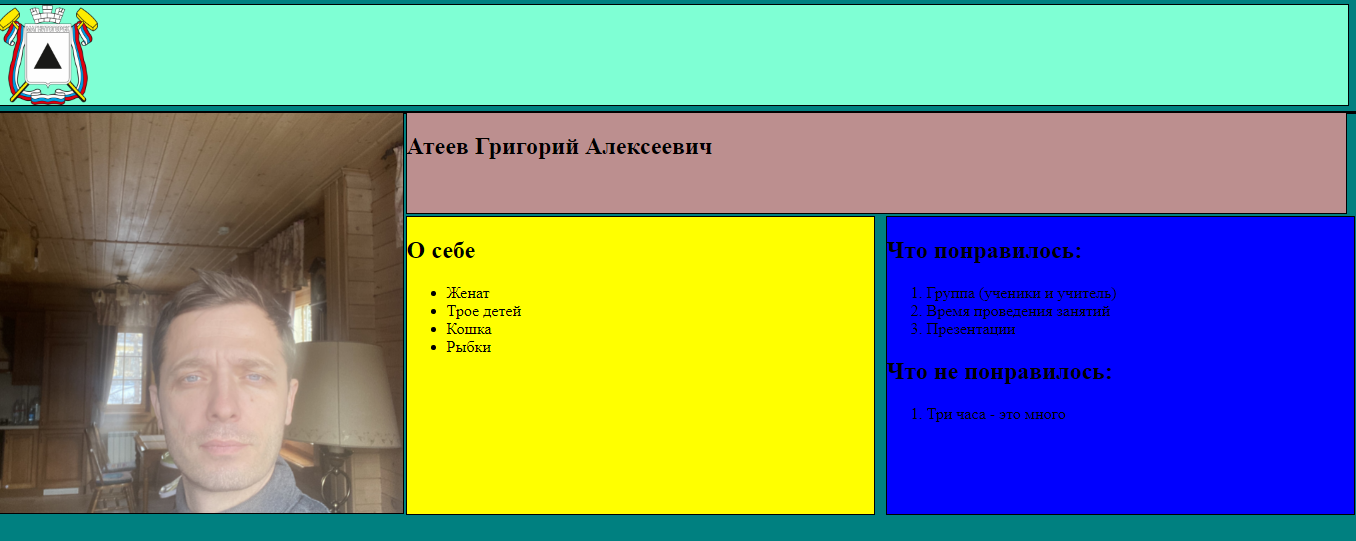 Атеев Григорий Алексеевич
О себе
• Женат
• Трое детей
• Кошка
• Рыбки
Что понравилось:
1. Группа (ученики и учитель)
2. Время проведения занятий
3. Презентации
Что не понравилось:
1. Три часа - это много